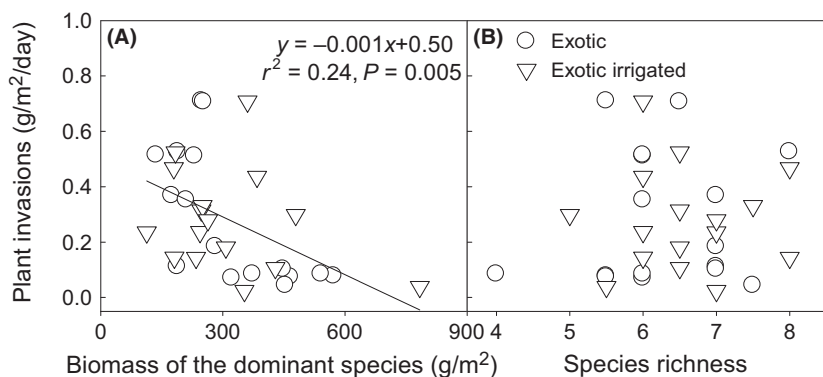 Plant invasions (g/m²/day)
1.0
0.8
0.6
0.4
0.2
0.0
(A)
y = –0.001x+0.50
r² = 0.24, P = 0.005
0 300 600 900
Biomass of the dominant species (g/m²)
(B)
Exotic
Exotic irrigated
4 5 6 7 8
Species richness